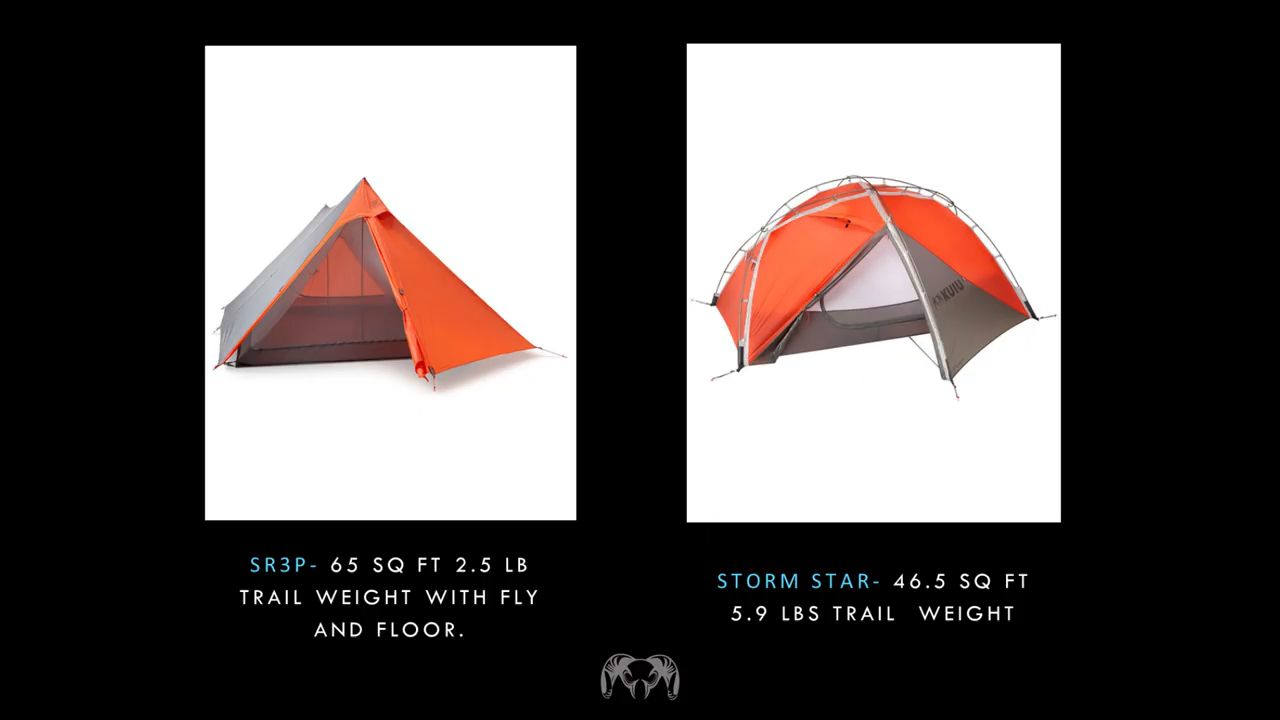 SR3P- 65 SQ FT 2.5 LB
TRAIL WEIGHT WITH FLY
AND FLOOR.
KUIU
STORM STAR- 46.5 SQ FT
5.9 LBS TRAIL WEIGHT